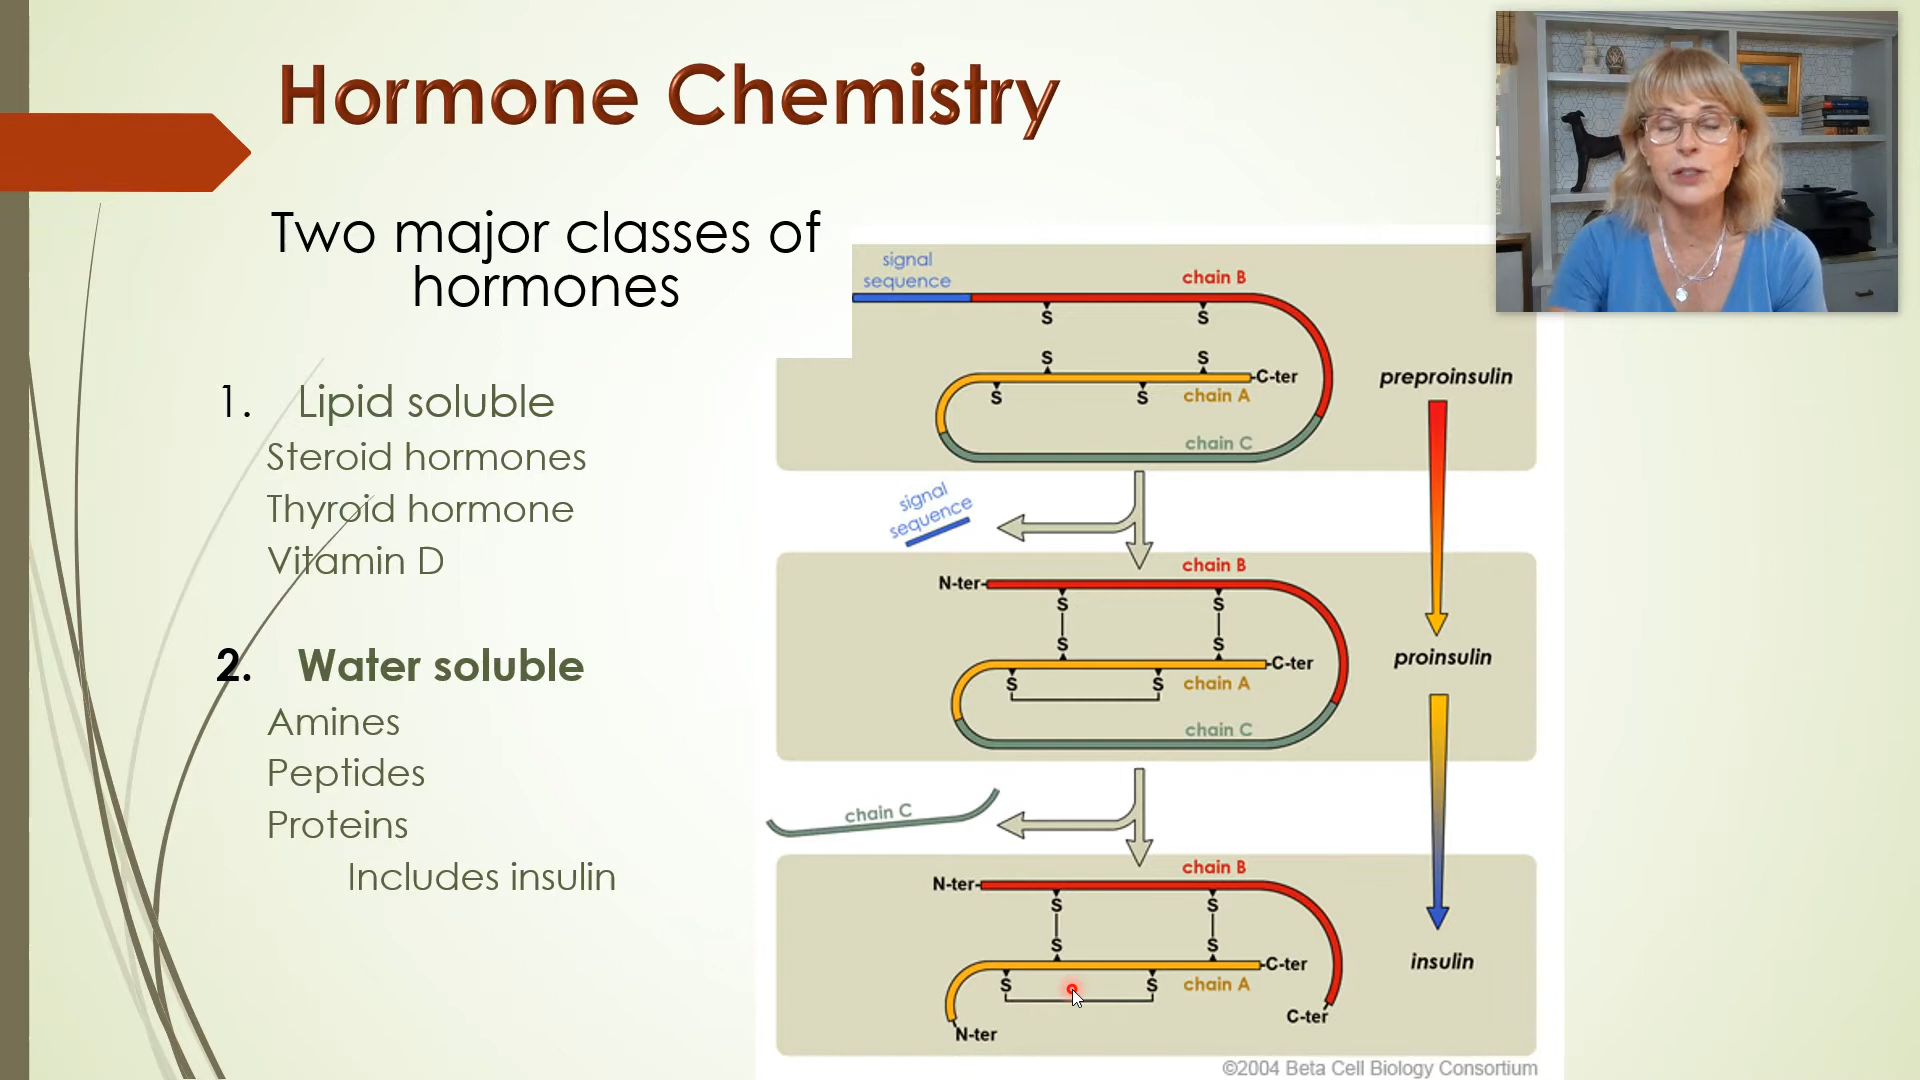 Hormone Chemistry
Two major classes of
hormones
1. Lipid soluble
Steroid hormones
Thyroid hormone
Vitamin D
2. Water soluble
Amines
Peptides
Proteins
Includes insulin
signal
sequence
chain B
S S
S S
C-ter
S S
chain A
chain C
preproinsulin
signal
sequence
chain B
N-ter
S S
S S
C-ter
S S
chain A
chain C
proinsulin
chain C
chain B
N-ter
S S
S S
C-ter
S S
chain A
N-ter
C-ter
insulin
©2004 Beta Cell Biology Consortium